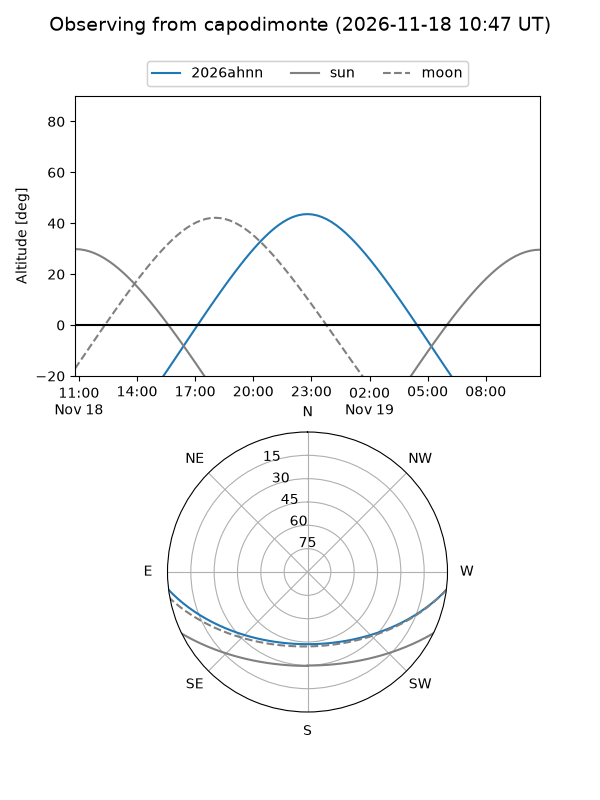 Observing from capodimonte (2026-11-18 10:47 UT)
2026ahnn sun moon
Altitude [deg]
80
60
40
20
0
−20
11:00 14:00 17:00 20:00 23:00 02:00 05:00 08:00
Nov 18 Nov 19
N
NE NW
15
30
45
60
75
E W
SE SW
S